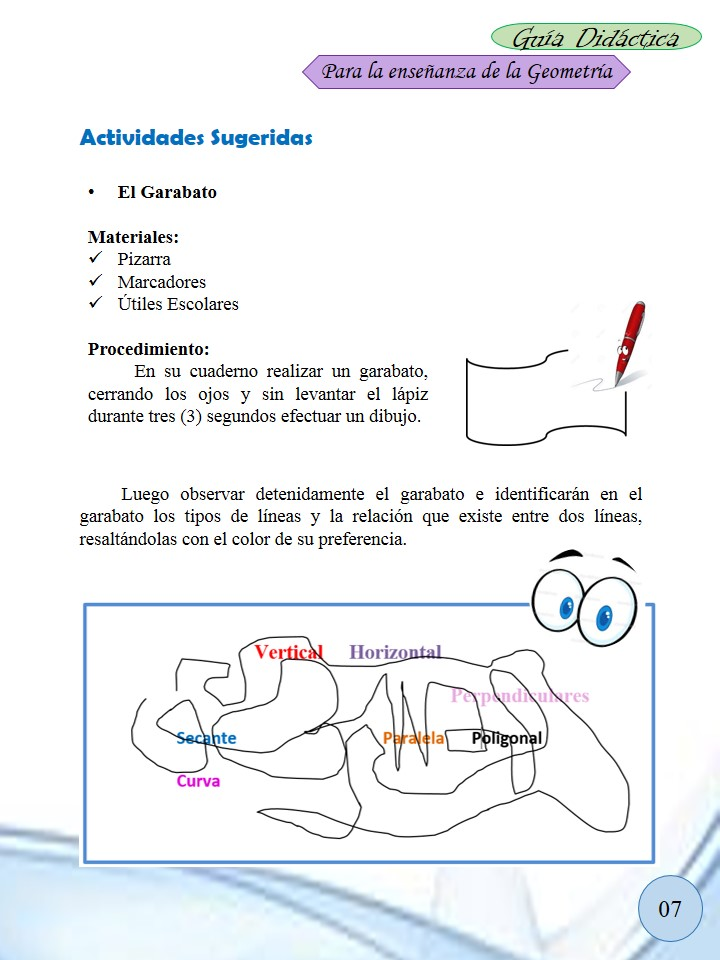 Guía Didáctica
Para la enseñanza de la Geometría
Actividades Sugeridas
• El Garabato
Materiales:
✓ Pizarra
✓ Marcadores
✓ Útiles Escolares
Procedimiento:
En su cuaderno realizar un garabato,
cerrando los ojos y sin levantar el lápiz
durante tres (3) segundos efectuar un dibujo.
Luego observar detenidamente el garabato e identificarán en el
garabato los tipos de líneas y la relación que existe entre dos líneas,
resaltándolas con el color de su preferencia.
Vertical Horizontal
Perpendiculares
Secante Paralela Poligonal
Curva
07